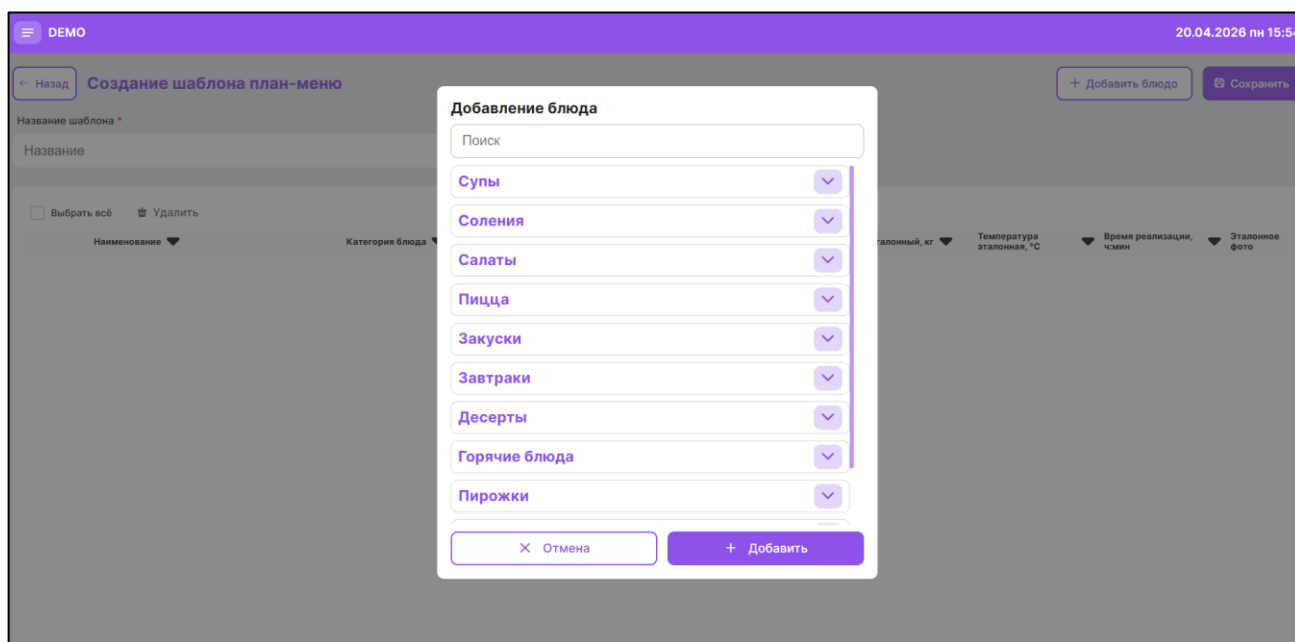 DEMO
20.04.2026 пн 15:54
← Назад
Создание шаблона план-меню
+ Добавить блюдо
Сохранить
Название шаблона *
Название
Добавление блюда
Поиск
Супы
Соления
Салаты
Пицца
Закуски
Завтраки
Десерты
Горячие блюда
Пирожки
× Отмена
+ Добавить
Выбрать всё
Удалить
Наименование
Категория блюда
кг
Температура
эталонная, °C
Время реализации,
ч:мин
Эталонное
фото